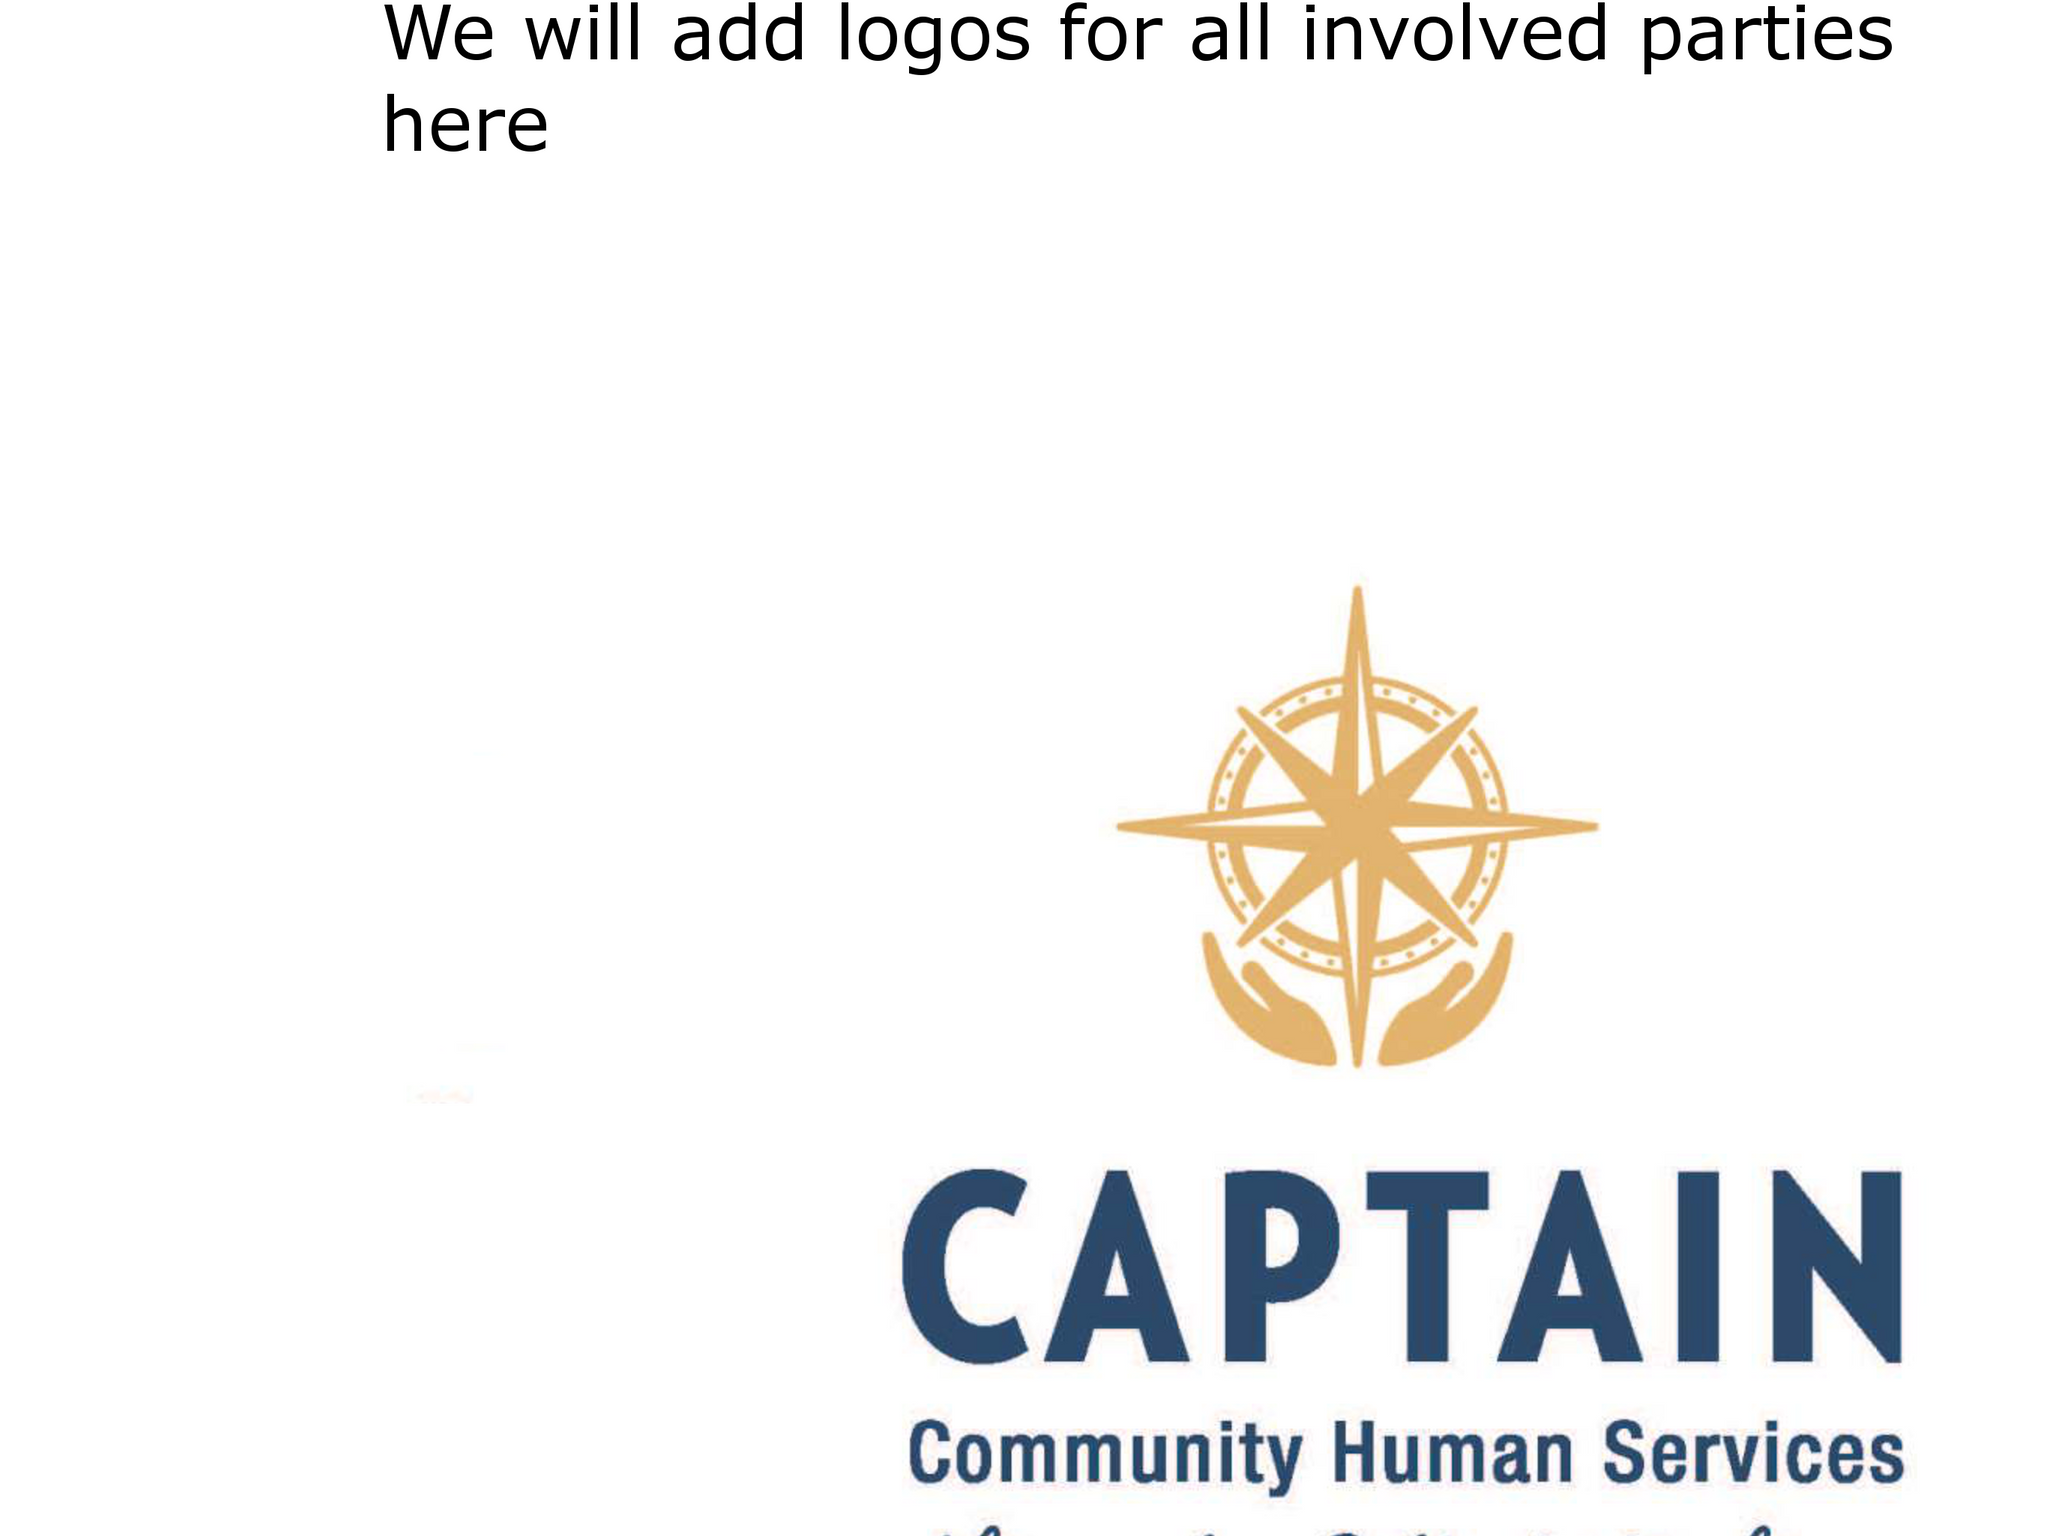 We will add logos for all involved parties
here
CAPTAIN
Community Human Services